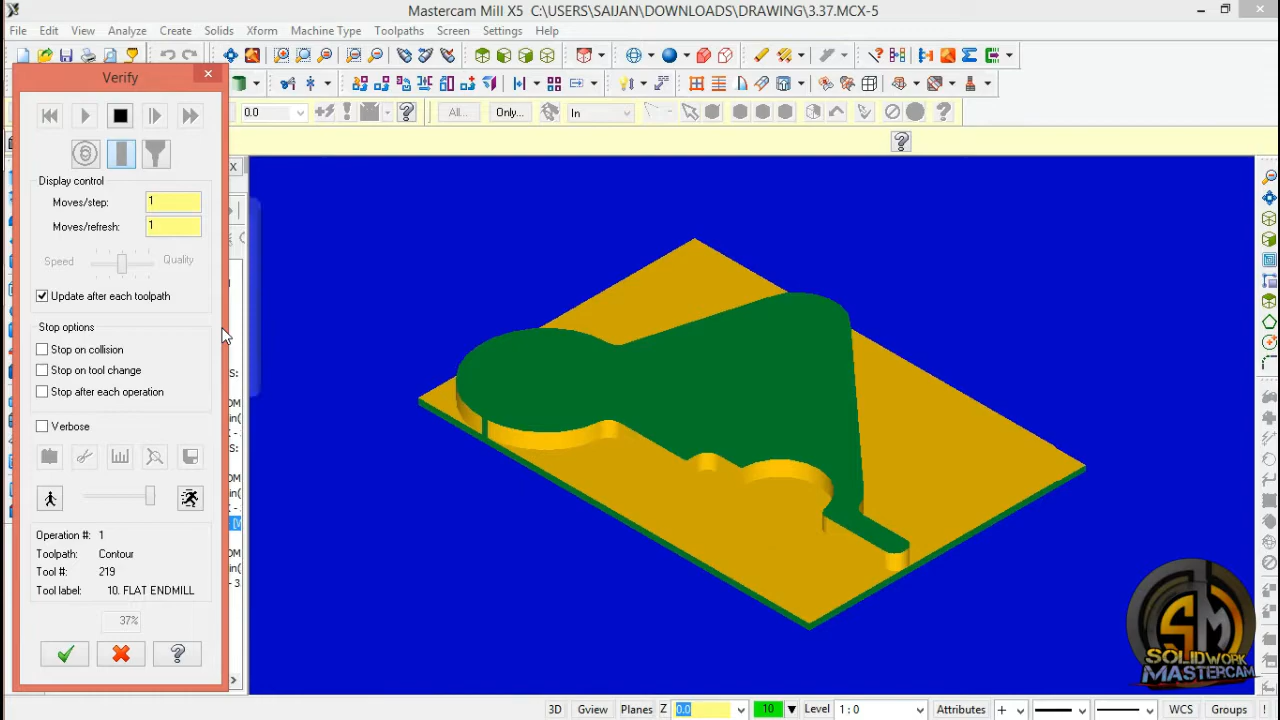 Mastercam Mill X5 C:\USERS\SAIJAN\DOWNLOADS\DRAWING\3.37.MCX-5
File Edit View Analyze Create Solids Xform Machine Type Toolpaths Screen Settings Help
Verify
0.0
All...
Only...
In
Display control
Moves/step: 1
Moves/refresh: 1
Speed
Quality
Update after each toolpath
Stop options
Stop on collision
Stop on tool change
Stop after each operation
Verbose
Operation #: 1
Toolpath: Contour
Tool #: 219
Tool label: 10. FLAT ENDMILL
37%
SM
SOLIDWORK
MASTERCAM
3D Gview Planes Z 0.0 10 Level 1 : 0 Attributes WCS Groups